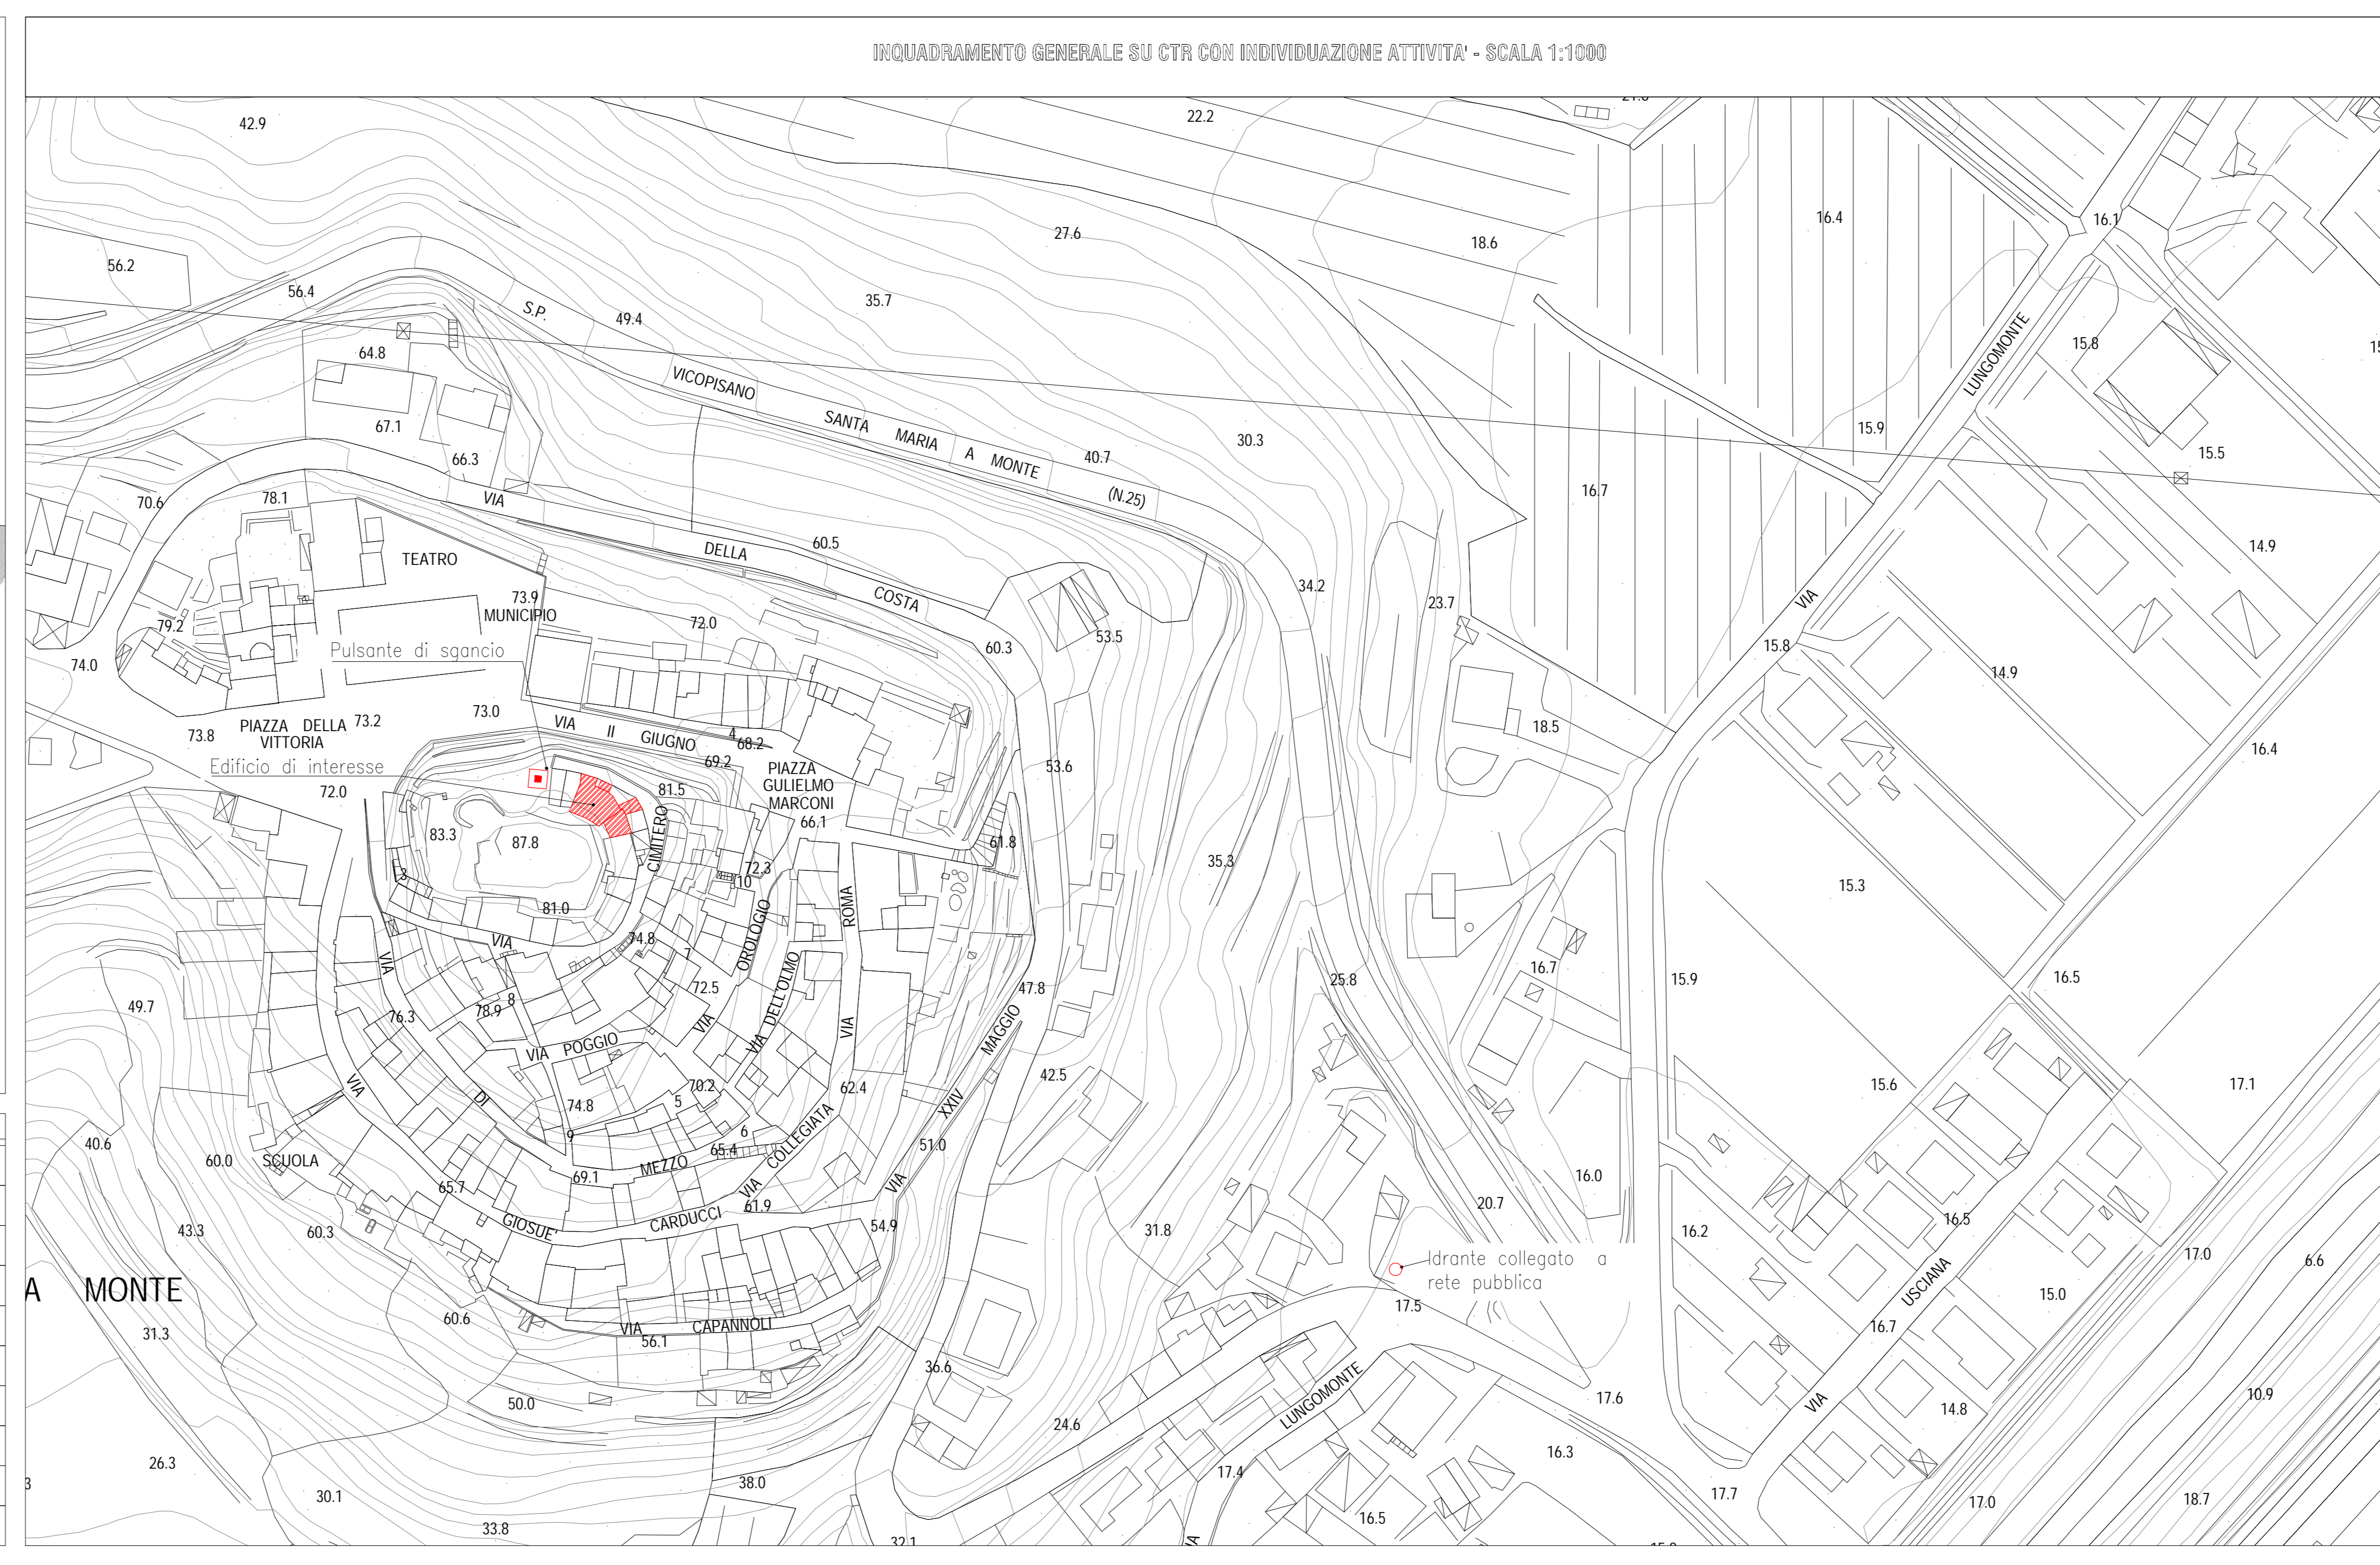 INQUADRAMENTO GENERALE SU CTR CON INDIVIDUAZIONE ATTIVITA' - SCALA 1:1000
42.9
22.2
16.4
16.1
27.6
18.6
56.2
56.4
35.7
S.P.
49.4
LUNGOMONTE
15.8
64.8
VICOPISANO
SANTA MARIA A MONTE
(N.25)
67.1
66.3
40.7
30.3
15.9
15.5
70.6
78.1
VIA
DELLA
COSTA
16.7
TEATRO
60.5
14.9
34.2
73.9
MUNICIPIO
72.0
23.7
VIA
79.2
Pulsante di sgancio
60.3
53.5
15.8
74.0
14.9
PIAZZA DELLA
VITTORIA
73.2
73.0
73.8
VIA II GIUGNO
4
68.2
69.2
18.5
16.4
Edificio di interesse
PIAZZA
GULIELMO
MARCONI
66.1
53.6
72.0
81.5
CIMITERO
83.3
87.8
61.8
35.3
3
72.3
10
15.3
81.0
ROMA
OROLOGIO
VIA
VIA
74.8
7
VIA DELL'OLMO
16.7
25.8
15.9
16.5
49.7
76.3
78.9
8
72.5
VIA
VIA
47.8
MAGGIO
VIA POGGIO
VIA
DI
74.8
70.2
5
62.4
42.5
15.6
17.1
XXIV
9
6
40.6
60.0
SCUOLA
69.1
MEZZO
65.4
VIA COLLEGIATA
51.0
65.7
VIA
61.9
16.0
20.7
43.3
60.3
GIOSUE'
CARDUCCI
54.9
31.8
16.2
16.5
17.0
6.6
Idrante collegato a
rete pubblica
A MONTE
USCIANA
15.0
17.5
31.3
60.6
VIA CAPANNOLI
56.1
16.7
36.6
50.0
LUNGOMONTE
17.6
VIA
14.8
10.9
24.6
16.3
26.3
17.4
3
30.1
38.0
17.7
17.0
18.7
33.8
16.5
32.1